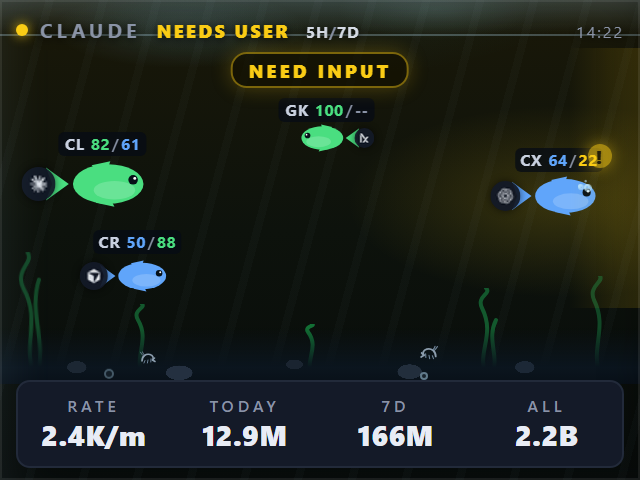 CLAUDE NEEDS USER 5H/7D 14:22
NEED INPUT
GK 100/--
CL 82/61
CX 64/22
!
CR 50/88
RATE TODAY 7D ALL
2.4K/m 12.9M 166M 2.2B